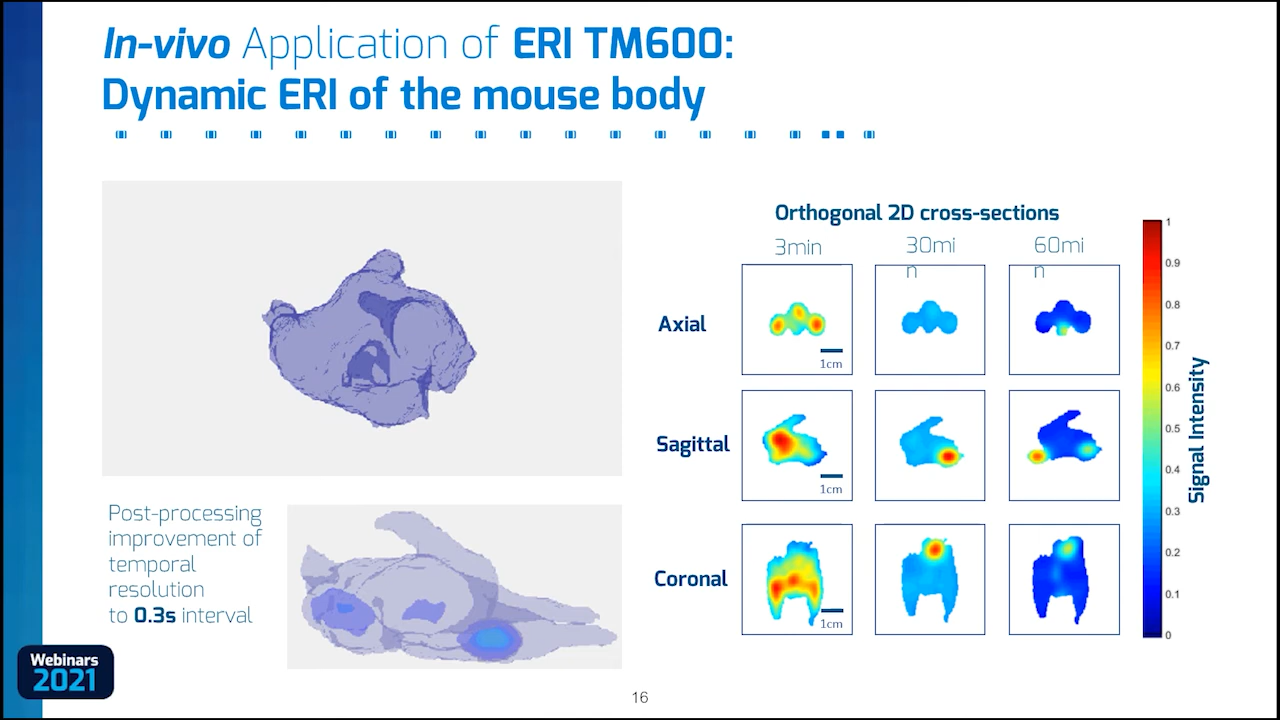 In-vivo Application of ERI TM600:
Dynamic ERI of the mouse body
Orthogonal 2D cross-sections
3min
30mi
n
60mi
n
Axial
1cm
Sagittal
1cm
Coronal
1cm
1
0.9
0.8
0.7
0.6
0.5
0.4
0.3
0.2
0.1
0
Signal Intensity
Post-processing
improvement of
temporal
resolution
to 0.3s interval
Webinars
2021
16